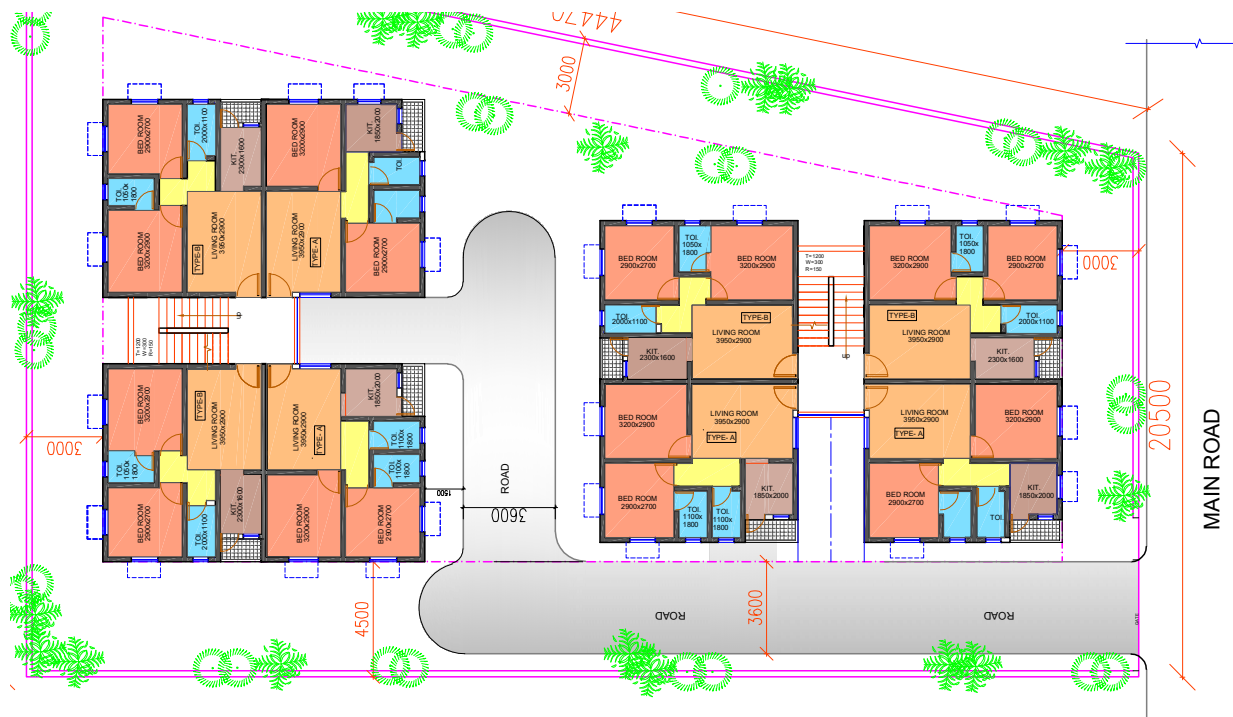 44470
3000
BED ROOM
2900x2700
TOI.
2000x1100
KIT.
2300x1600
BED ROOM
3200x2900
KIT.
1850x2000
TOI.
TOI.
1050x
1800
BED ROOM
3200x2900
TYPE-B
LIVING ROOM
3950x2900
LIVING ROOM
3950x2900
TYPE- A
BED ROOM
2900x2700
up
T=1200
W=300
R=150
BED ROOM
3200x2900
TYPE-B
LIVING ROOM
3950x2900
LIVING ROOM
3950x2900
TYPE- A
KIT.
1850x2000
TOI.
1100x
1800
TOI.
1050x
1800
TOI.
1100x
1800
BED ROOM
2900x2700
TOI.
2000x1100
KIT.
2300x1600
BED ROOM
3200x2900
BED ROOM
2900x2700
3000
4500
1500
3600
ROAD
BED ROOM
2900x2700
TOI.
1050x
1800
BED ROOM
3200x2900
T=1200
W=300
R=150
BED ROOM
3200x2900
TOI.
1050x
1800
BED ROOM
2900x2700
3000
TOI.
2000x1100
TYPE-B
LIVING ROOM
3950x2900
KIT.
2300x1600
up
TYPE-B
LIVING ROOM
3950x2900
TOI.
2000x1100
KIT.
2300x1600
BED ROOM
3200x2900
LIVING ROOM
3950x2900
TYPE- A
LIVING ROOM
3950x2900
TYPE- A
BED ROOM
3200x2900
BED ROOM
2900x2700
TOI.
1100x
1800
TOI.
1100x
1800
KIT.
1850x2000
BED ROOM
2900x2700
TOI.
KIT.
1850x2000
ROAD
3600
ROAD
GATE
20500
MAIN ROAD